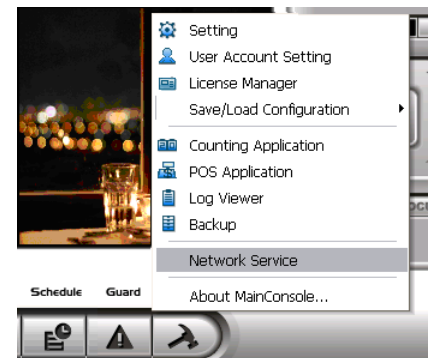 Setting
User Account Setting
License Manager
Save/Load Configuration
Counting Application
POS Application
Log Viewer
Backup
Network Service
Schedule Guard
About MainConsole...